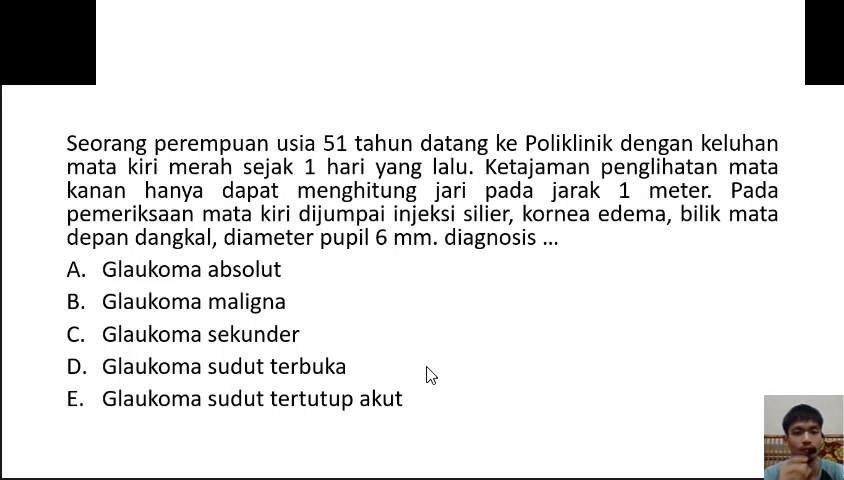 Seorang perempuan usia 51 tahun datang ke Poliklinik dengan keluhan
mata kiri merah sejak 1 hari yang lalu. Ketajaman penglihatan mata
kanan hanya dapat menghitung jari pada jarak 1 meter. Pada
pemeriksaan mata kiri dijumpai injeksi silier, kornea edema, bilik mata
depan dangkal, diameter pupil 6 mm. diagnosis ...
A. Glaukoma absolut
B. Glaukoma maligna
C. Glaukoma sekunder
D. Glaukoma sudut terbuka
E. Glaukoma sudut tertutup akut